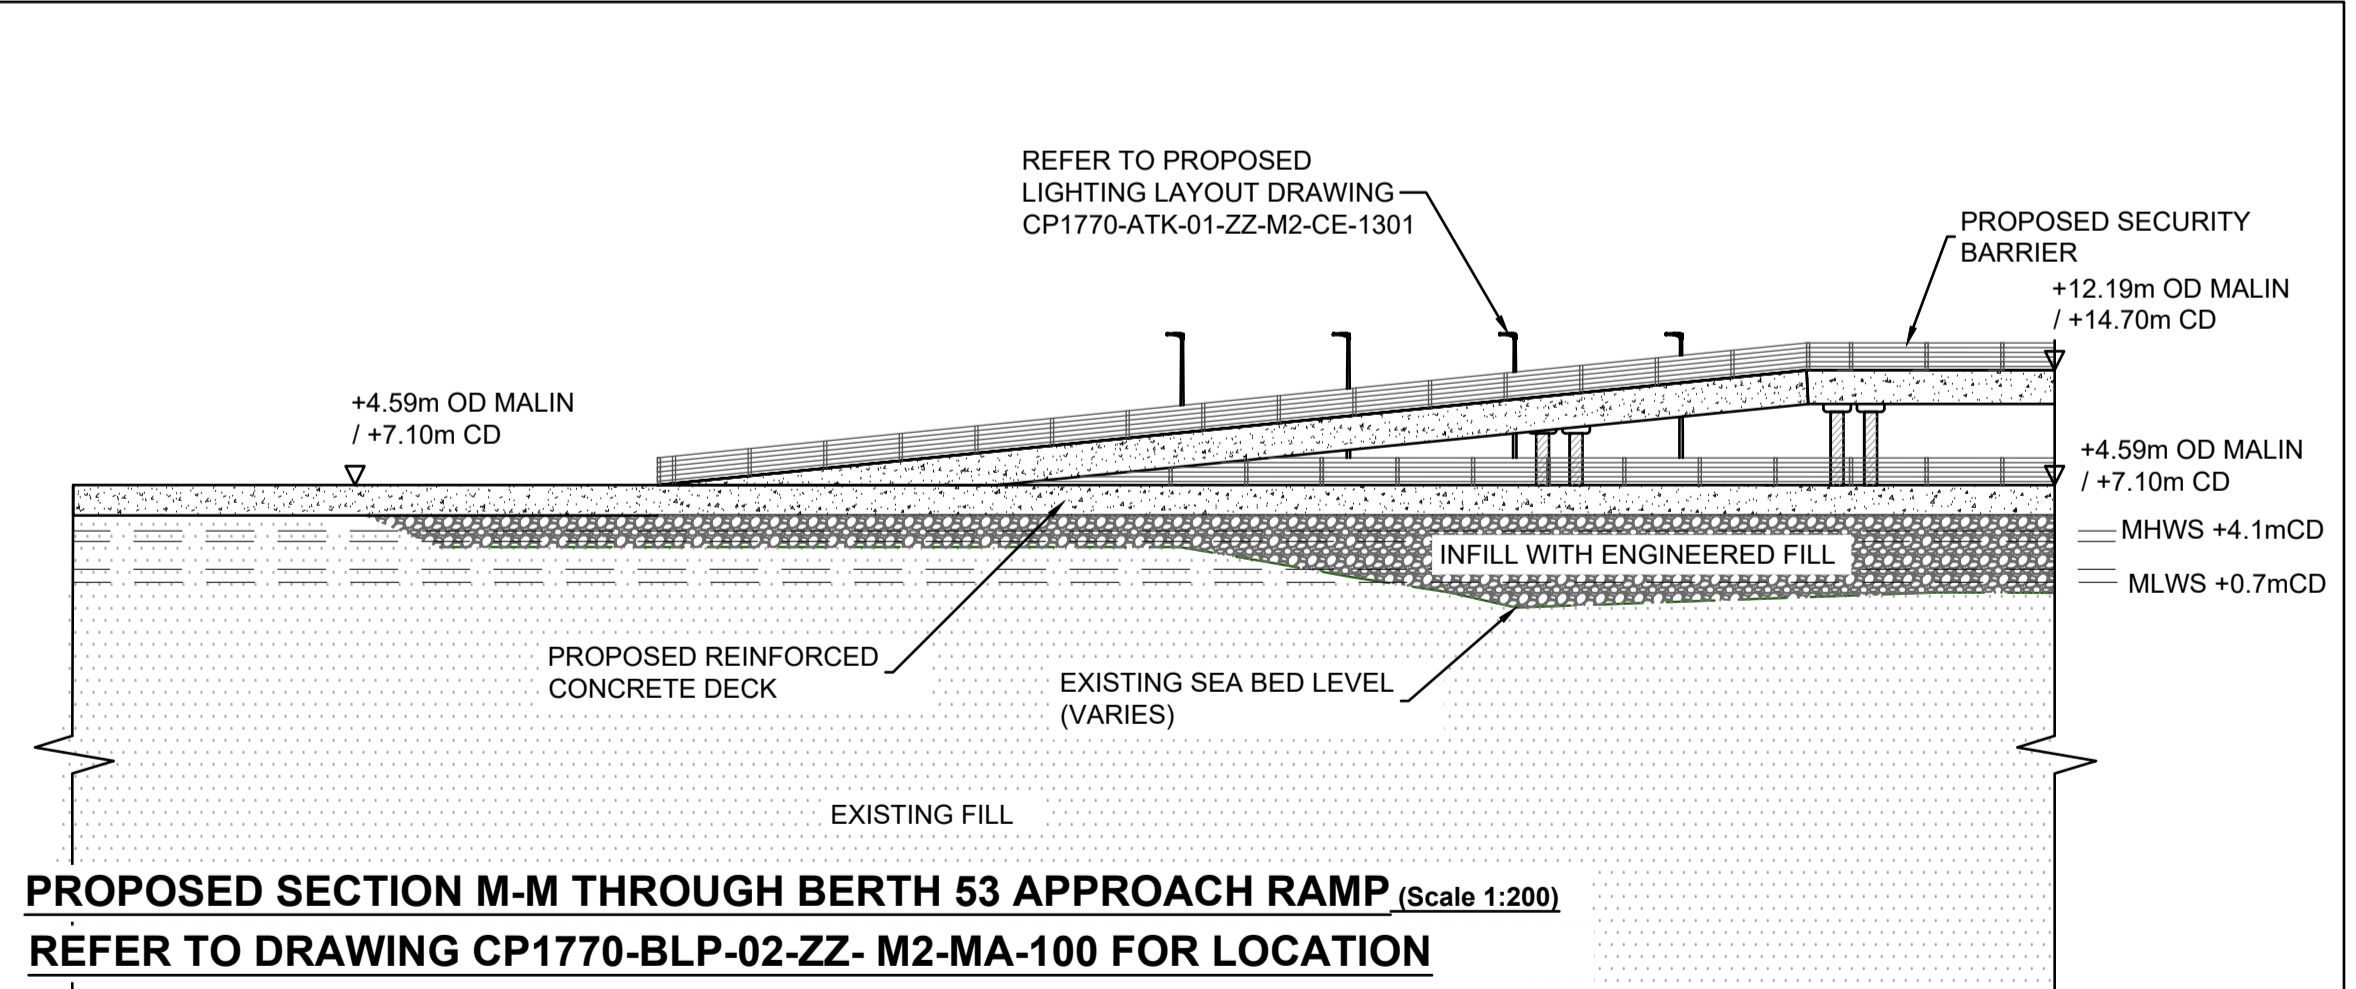 REFER TO PROPOSED
LIGHTING LAYOUT DRAWING
CP1770-ATK-01-ZZ-M2-CE-1301
PROPOSED SECURITY
BARRIER
+12.19m OD MALIN
/ +14.70m CD
+4.59m OD MALIN
/ +7.10m CD
+4.59m OD MALIN
/ +7.10m CD
MHWS +4.1mCD
INFILL WITH ENGINEERED FILL
MLWS +0.7mCD
PROPOSED REINFORCED
CONCRETE DECK
EXISTING SEA BED LEVEL
(VARIES)
EXISTING FILL
PROPOSED SECTION M-M THROUGH BERTH 53 APPROACH RAMP (Scale 1:200)
REFER TO DRAWING CP1770-BLP-02-ZZ- M2-MA-100 FOR LOCATION